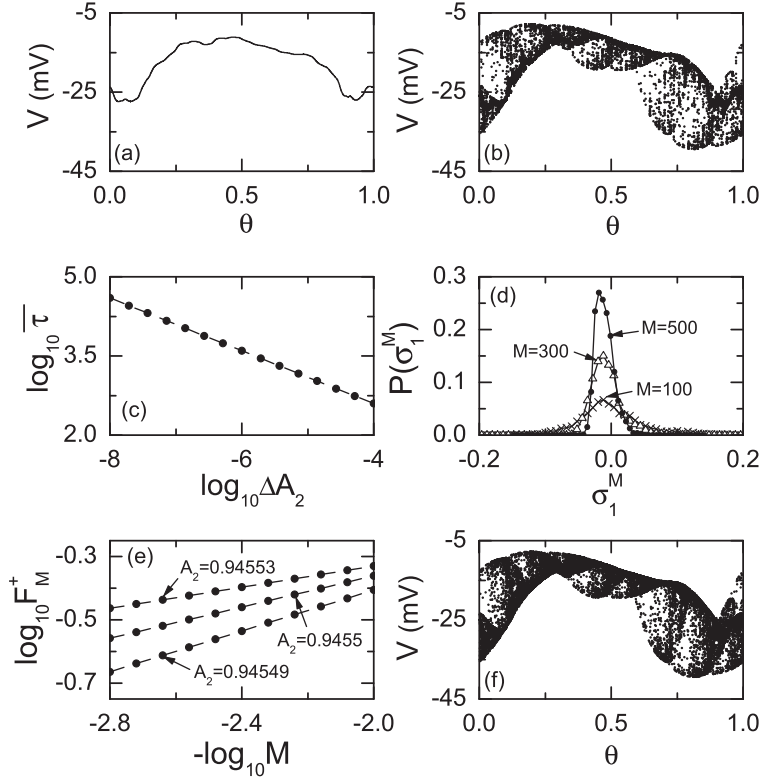 -5
-25
-45
V (mV)
(a)
0.0 0.5 1.0
θ
-5
-25
-45
V (mV)
(b)
0.0 0.5 1.0
θ
5.0
3.5
2.0
log₁₀ τ̅
(c)
-8 -6 -4
log₁₀ΔA₂
0.3
0.2
0.1
0.0
P(σ₁ᴹ)
(d)
M=500
M=300
M=100
-0.2 0.0 0.2
σ₁ᴹ
-0.3
-0.5
-0.7
log₁₀F⁺_M
(e)
A₂=0.94553
A₂=0.9455
A₂=0.94549
-2.8 -2.4 -2.0
-log₁₀M
-5
-25
-45
V (mV)
(f)
0.0 0.5 1.0
θ